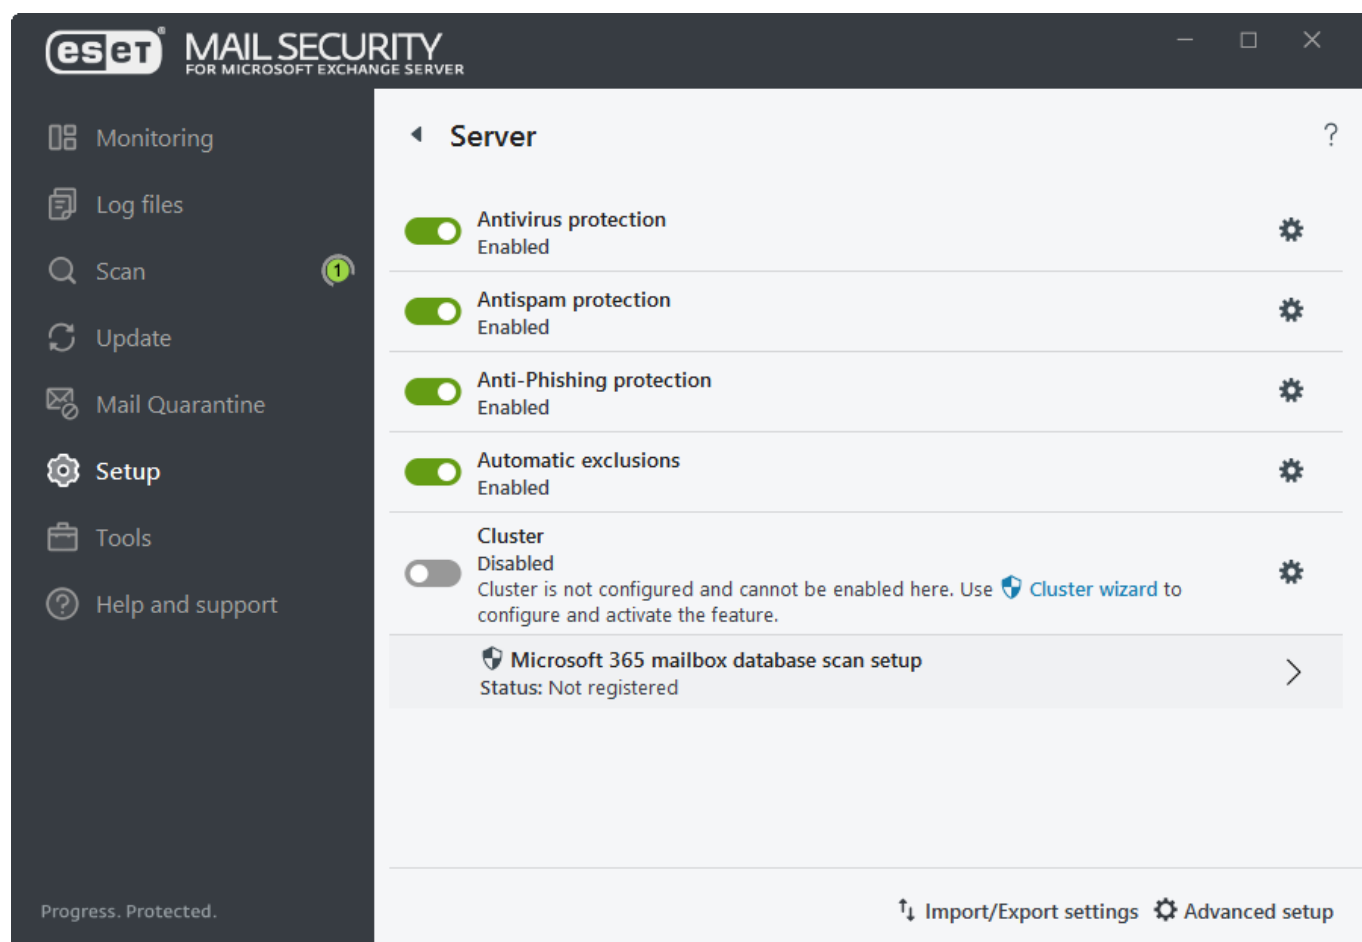 eset® MAIL SECURITY
FOR MICROSOFT EXCHANGE SERVER
Monitoring
Log files
Scan
1
Update
Mail Quarantine
Setup
Tools
Help and support
Progress. Protected.
Server
?
Antivirus protection
Enabled
Antispam protection
Enabled
Anti-Phishing protection
Enabled
Automatic exclusions
Enabled
Cluster
Disabled
Cluster is not configured and cannot be enabled here. Use Cluster wizard to
configure and activate the feature.
Microsoft 365 mailbox database scan setup
Status: Not registered
Import/Export settings Advanced setup